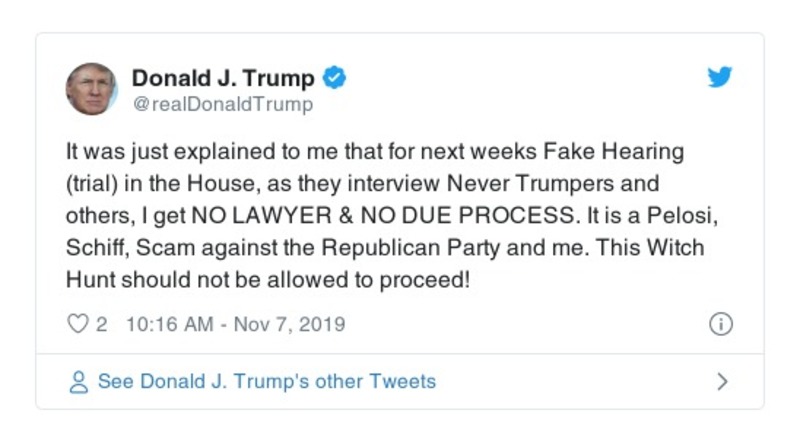 Donald J. Trump
@realDonaldTrump
It was just explained to me that for next weeks Fake Hearing
(trial) in the House, as they interview Never Trumpers and
others, I get NO LAWYER & NO DUE PROCESS. It is a Pelosi,
Schiff, Scam against the Republican Party and me. This Witch
Hunt should not be allowed to proceed!
2 10:16 AM - Nov 7, 2019
See Donald J. Trump's other Tweets